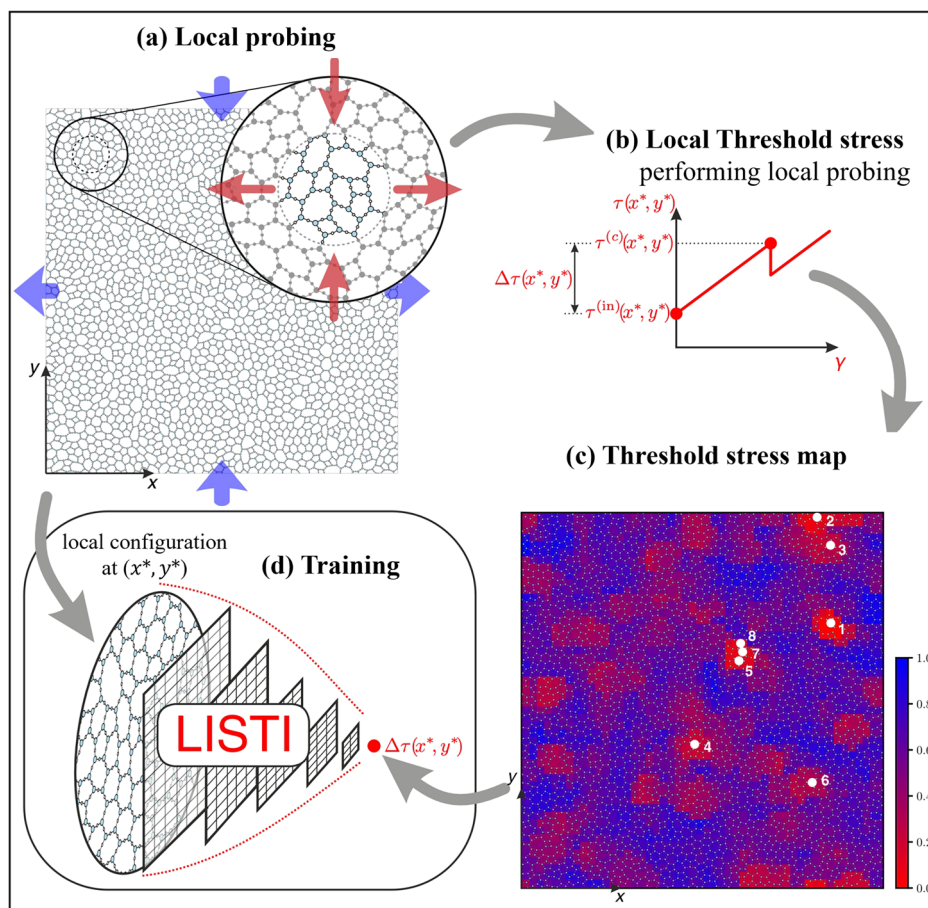 (a) Local probing
y
x
(b) Local Threshold stress
performing local probing
τ(x*, y*)
τ(c)(x*, y*)
Δτ(x*, y*)
τ(in)(x*, y*)
γ
(c) Threshold stress map
2
3
1
8
7
5
4
6
y
x
1.0
0.8
0.6
0.4
0.2
0.0
local configuration
at (x*, y*)
(d) Training
LISTI
Δτ(x*, y*)